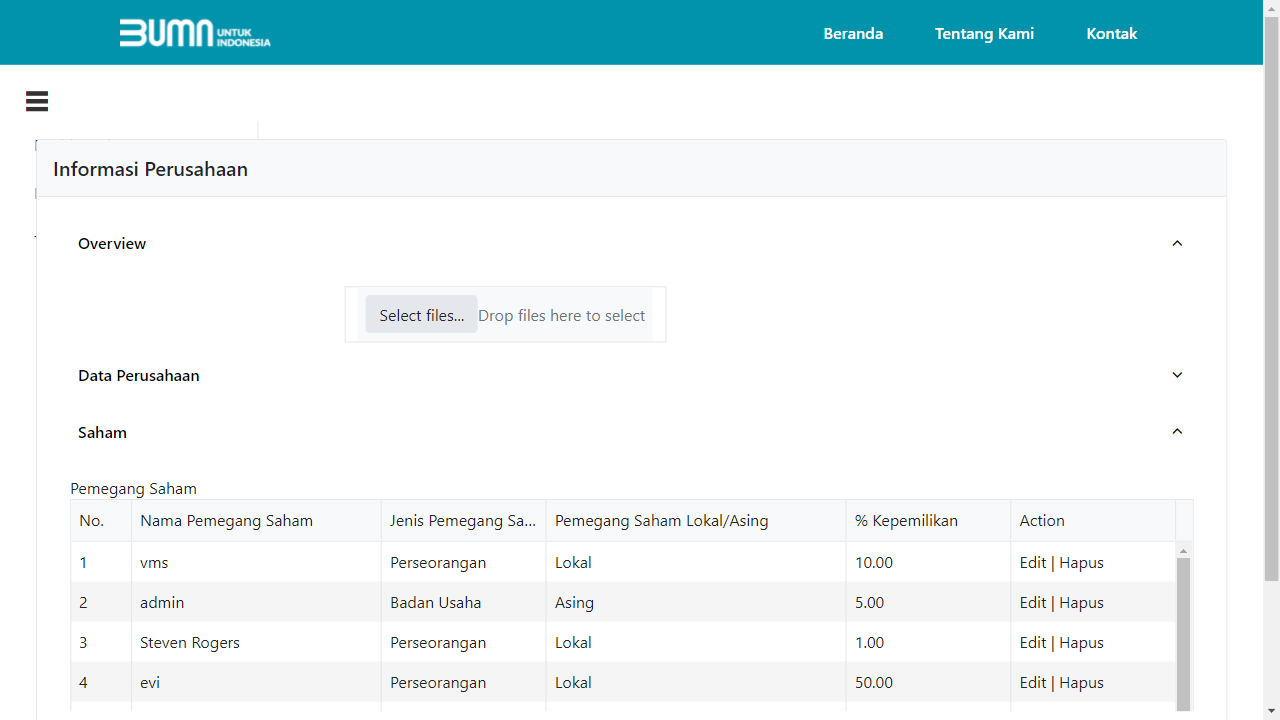 BUMN UNTUK INDONESIA
Beranda Tentang Kami Kontak
Informasi Perusahaan
Overview
Select files... Drop files here to select
Data Perusahaan
Saham
Pemegang Saham
No. Nama Pemegang Saham Jenis Pemegang Sa... Pemegang Saham Lokal/Asing % Kepemilikan Action
1 vms Perseorangan Lokal 10.00 Edit | Hapus
2 admin Badan Usaha Asing 5.00 Edit | Hapus
3 Steven Rogers Perseorangan Lokal 1.00 Edit | Hapus
4 evi Perseorangan Lokal 50.00 Edit | Hapus